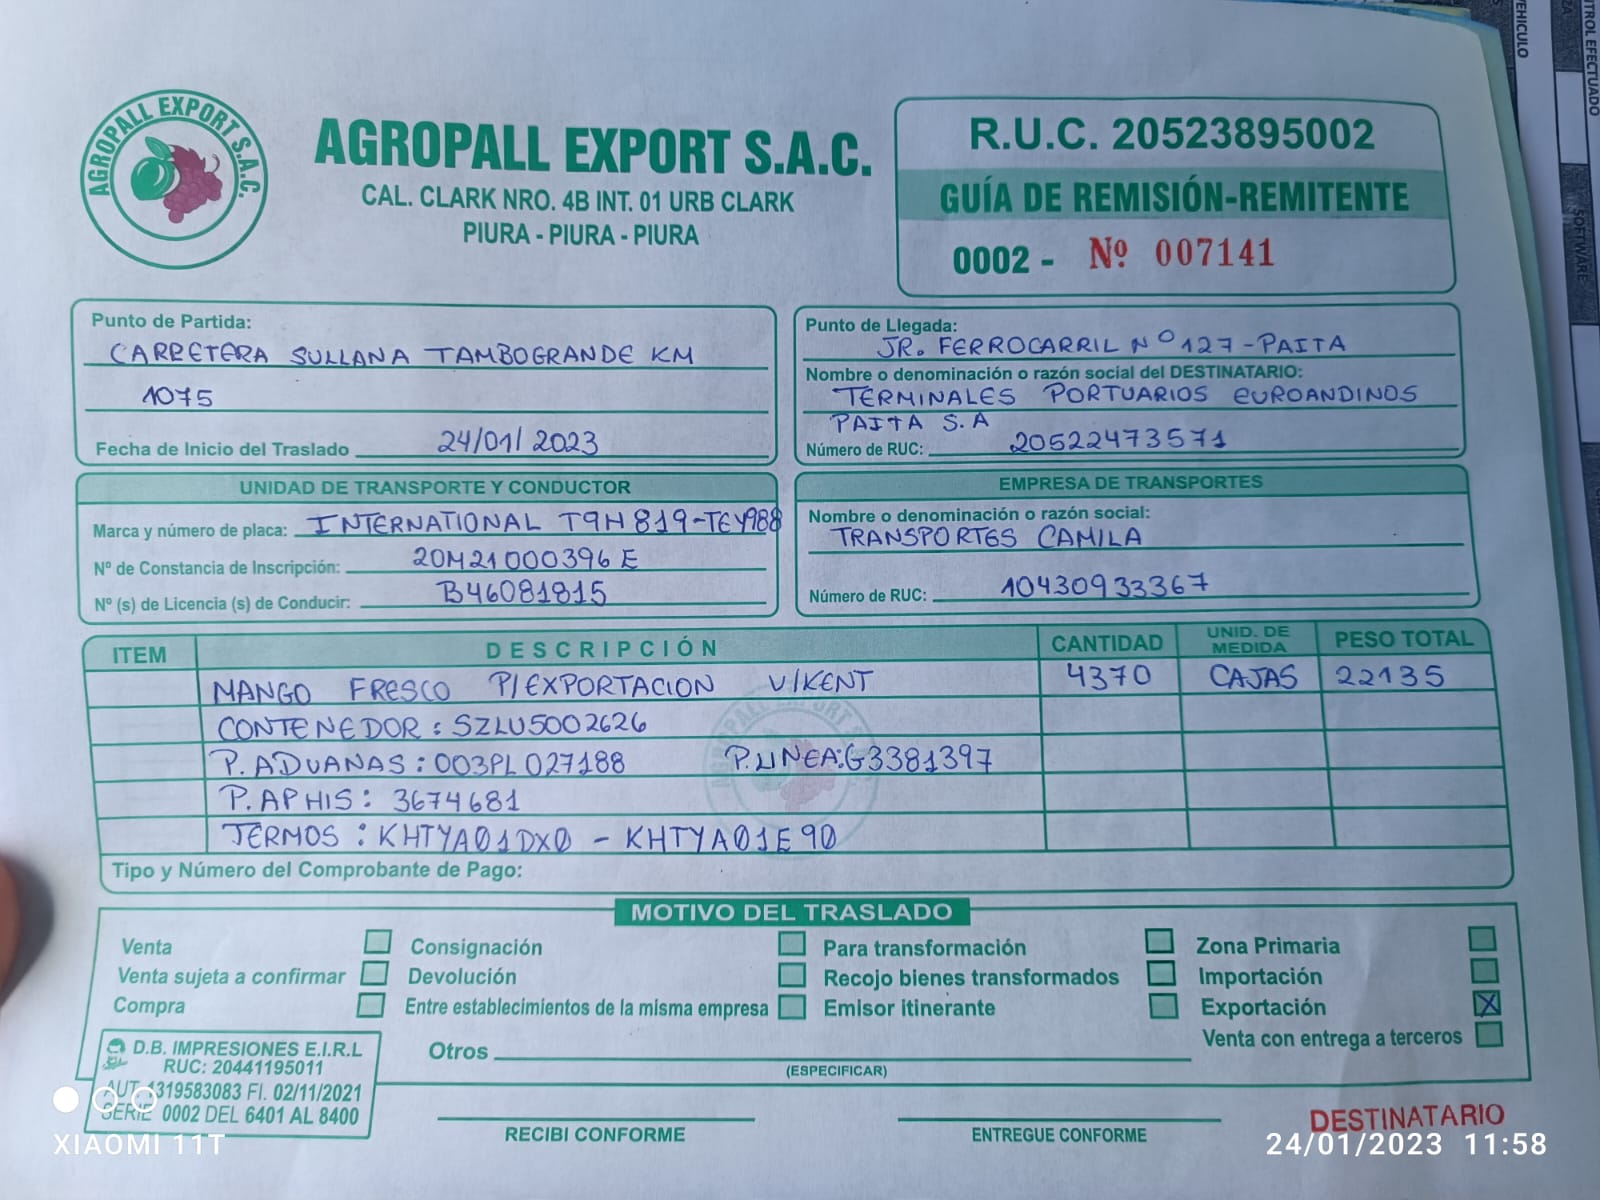 AGROPALL EXPORT S.A.C.
AGROPALL EXPORT S.A.C.
CAL. CLARK NRO. 4B INT. 01 URB CLARK
PIURA - PIURA - PIURA
R.U.C. 20523895002
GUÍA DE REMISIÓN-REMITENTE
0002 - Nº 007141
Punto de Partida:
CARRETERA SULLANA TAMBOGRANDE KM
1075
Fecha de Inicio del Traslado 24/01/2023
Punto de Llegada:
JR. FERROCARRIL Nº 127 - PAITA
Nombre o denominación o razón social del DESTINATARIO:
TERMINALES PORTUARIOS EUROANDINOS
PAITA S.A
Número de RUC: 20522473571
UNIDAD DE TRANSPORTE Y CONDUCTOR
Marca y número de placa: INTERNATIONAL T9H819-TEY988
Nº de Constancia de Inscripción: 20M21000396E
Nº (s) de Licencia (s) de Conducir: B46081815
EMPRESA DE TRANSPORTES
Nombre o denominación o razón social:
TRANSPORTES CAMILA
Número de RUC: 10430933367
ITEM DESCRIPCIÓN CANTIDAD UNID. DE MEDIDA PESO TOTAL
MANGO FRESCO P/EXPORTACION V/KENT 4370 CAJAS 22135
CONTENEDOR: SZLU5002626
P. ADUANAS: 003PL027188 P.LINEA:G3381397
P. APHIS: 3674681
TERMOS: KHTYA01DX0 - KHTYA01E90
Tipo y Número del Comprobante de Pago:
MOTIVO DEL TRASLADO
Venta Consignación Para transformación Zona Primaria
Venta sujeta a confirmar Devolución Recojo bienes transformados Importación
Compra Entre establecimientos de la misma empresa Emisor itinerante Exportación X
Venta con entrega a terceros
Otros
(ESPECIFICAR)
D.B. IMPRESIONES E.I.R.L
RUC: 20441195011
AUT. 1319583083 FI. 02/11/2021
SERIE 0002 DEL 6401 AL 8400
RECIBI CONFORME
ENTREGUE CONFORME
DESTINATARIO
XIAOMI 11T
24/01/2023 11:58
VEHICULO
TROL EFECTUADO
SOFTWARE